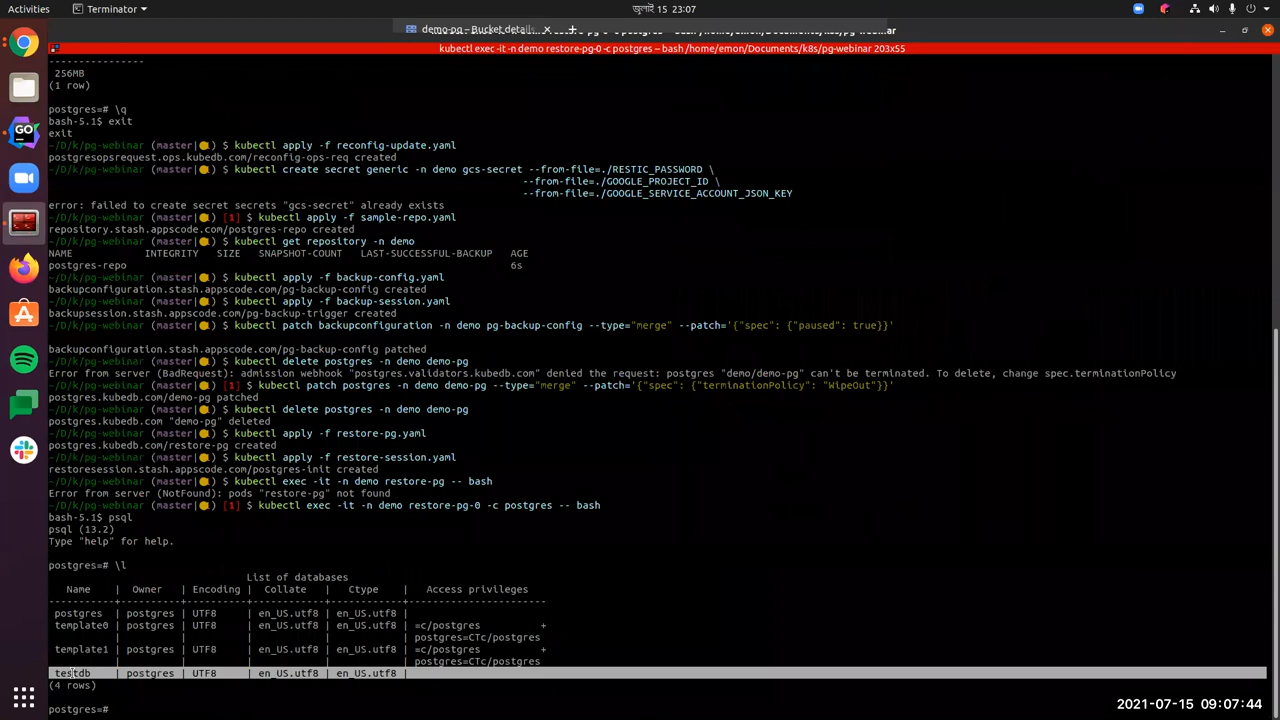 Activities
Terminator
জুলাই 15 23:07
demo-pg – Bucket details
kubectl exec -it -n demo restore-pg-0 -c postgres -- bash /home/emon/Documents/k8s/pg-webinar 203x55
---------------
256MB
(1 row)
postgres=# \q
bash-5.1$ exit
exit
~/D/k/pg-webinar (master|) $ kubectl apply -f reconfig-update.yaml
postgresopsrequest.ops.kubedb.com/reconfig-ops-req created
~/D/k/pg-webinar (master|) $ kubectl create secret generic -n demo gcs-secret --from-file=./RESTIC_PASSWORD \
--from-file=./GOOGLE_PROJECT_ID \
--from-file=./GOOGLE_SERVICE_ACCOUNT_JSON_KEY
error: failed to create secret secrets "gcs-secret" already exists
~/D/k/pg-webinar (master|) [1] $ kubectl apply -f sample-repo.yaml
repository.stash.appscode.com/postgres-repo created
~/D/k/pg-webinar (master|) $ kubectl get repository -n demo
NAME INTEGRITY SIZE SNAPSHOT-COUNT LAST-SUCCESSFUL-BACKUP AGE
postgres-repo 6s
~/D/k/pg-webinar (master|) $ kubectl apply -f backup-config.yaml
backupconfiguration.stash.appscode.com/pg-backup-config created
~/D/k/pg-webinar (master|) $ kubectl apply -f backup-session.yaml
backupsession.stash.appscode.com/pg-backup-trigger created
~/D/k/pg-webinar (master|) $ kubectl patch backupconfiguration -n demo pg-backup-config --type="merge" --patch='{"spec": {"paused": true}}'
backupconfiguration.stash.appscode.com/pg-backup-config patched
~/D/k/pg-webinar (master|) $ kubectl delete postgres -n demo demo-pg
Error from server (BadRequest): admission webhook "postgres.validators.kubedb.com" denied the request: postgres "demo/demo-pg" can't be terminated. To delete, change spec.terminationPolicy
~/D/k/pg-webinar (master|) [1] $ kubectl patch postgres -n demo demo-pg --type="merge" --patch='{"spec": {"terminationPolicy": "WipeOut"}}'
postgres.kubedb.com/demo-pg patched
~/D/k/pg-webinar (master|) $ kubectl delete postgres -n demo demo-pg
postgres.kubedb.com "demo-pg" deleted
~/D/k/pg-webinar (master|) $ kubectl apply -f restore-pg.yaml
postgres.kubedb.com/restore-pg created
~/D/k/pg-webinar (master|) $ kubectl apply -f restore-session.yaml
restoresession.stash.appscode.com/postgres-init created
~/D/k/pg-webinar (master|) $ kubectl exec -it -n demo restore-pg -- bash
Error from server (NotFound): pods "restore-pg" not found
~/D/k/pg-webinar (master|) [1] $ kubectl exec -it -n demo restore-pg-0 -c postgres -- bash
bash-5.1$ psql
psql (13.2)
Type "help" for help.
postgres=# \l
List of databases
Name | Owner | Encoding | Collate | Ctype | Access privileges
-----------+----------+----------+------------+------------+-----------------------
postgres | postgres | UTF8 | en_US.utf8 | en_US.utf8 |
template0 | postgres | UTF8 | en_US.utf8 | en_US.utf8 | =c/postgres +
| | | | | postgres=CTc/postgres
template1 | postgres | UTF8 | en_US.utf8 | en_US.utf8 | =c/postgres +
| | | | | postgres=CTc/postgres
testdb | postgres | UTF8 | en_US.utf8 | en_US.utf8 |
(4 rows)
postgres=#
2021-07-15 09:07:44